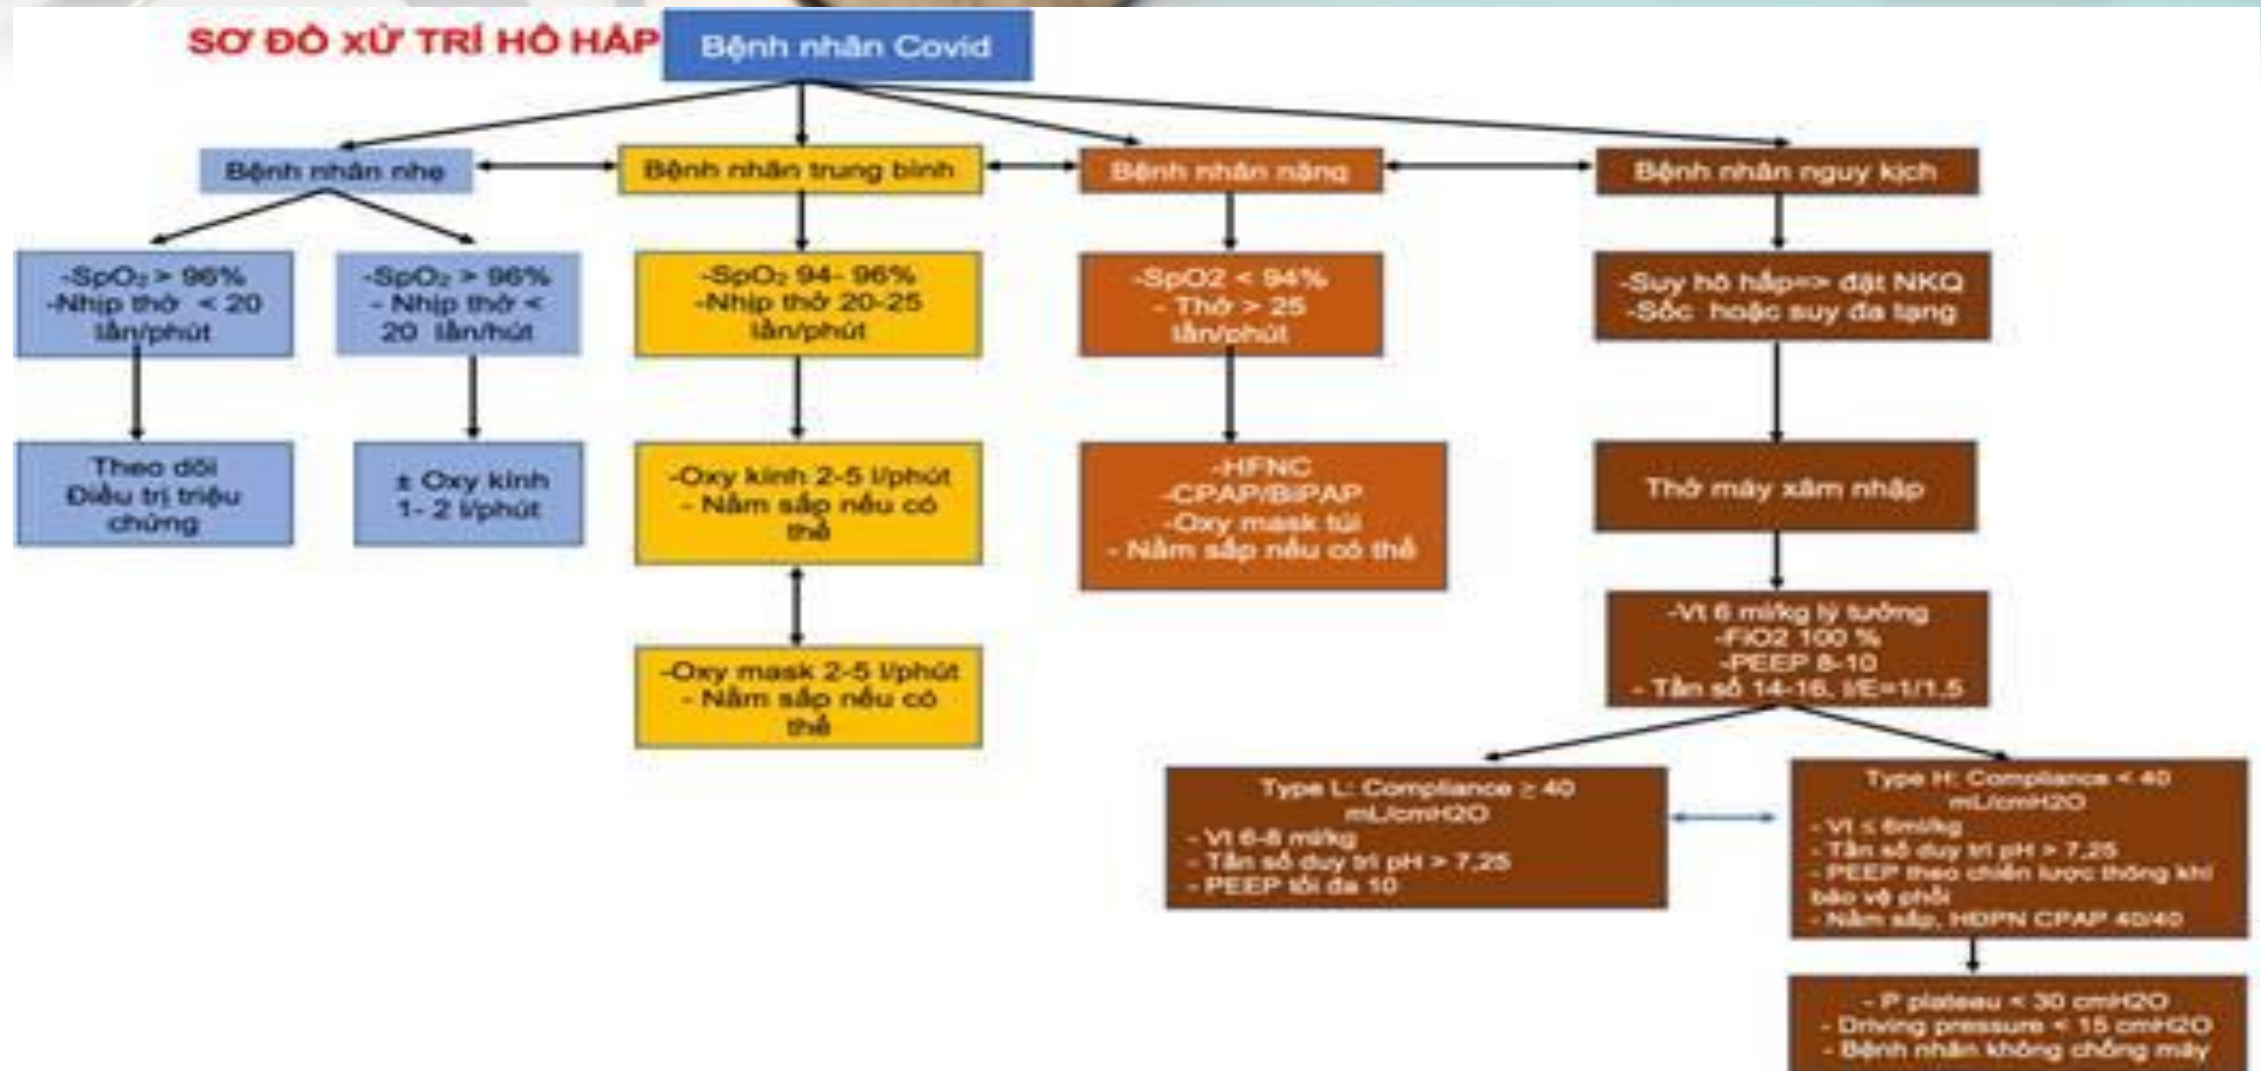 SƠ ĐỒ XỬ TRÍ HÔ HẤP
Bệnh nhân Covid
Bệnh nhân nhẹ
Bệnh nhân trung bình
Bệnh nhân nặng
Bệnh nhân nguy kịch
-SpO₂ > 96%
-Nhịp thở < 20
lần/phút
-SpO₂ > 96%
- Nhịp thở <
20 lần/hút
-SpO₂ 94- 96%
-Nhịp thở 20-25
lần/phút
-SpO2 < 94%
- Thở > 25
lần/phút
-Suy hô hấp=> đặt NKQ
-Sốc hoặc suy đa tạng
Theo dõi
Điều trị triệu
chứng
± Oxy kính
1- 2 l/phút
-Oxy kính 2-5 l/phút
- Nằm sấp nếu có
thể
-HFNC
-CPAP/BiPAP
-Oxy mask túi
- Nằm sấp nếu có thể
Thở máy xâm nhập
-Oxy mask 2-5 l/phút
- Nằm sấp nếu có
thể
-Vt 6 ml/kg lý tưởng
-FiO2 100 %
-PEEP 8-10
- Tần số 14-16. I/E=1/1.5
Type L: Compliance ≥ 40
mL/cmH2O
- Vt 6-8 ml/kg
- Tần số duy trì pH > 7,25
- PEEP tối đa 10
Type H: Compliance < 40
mL/cmH2O
- Vt ≤ 6ml/kg
- Tần số duy trì pH > 7,25
- PEEP theo chiến lược thông khí
bảo vệ phổi
- Nằm sấp, HĐPN CPAP 40/40
- P plateau < 30 cmH2O
- Driving pressure < 15 cmH2O
- Bệnh nhân không chống máy